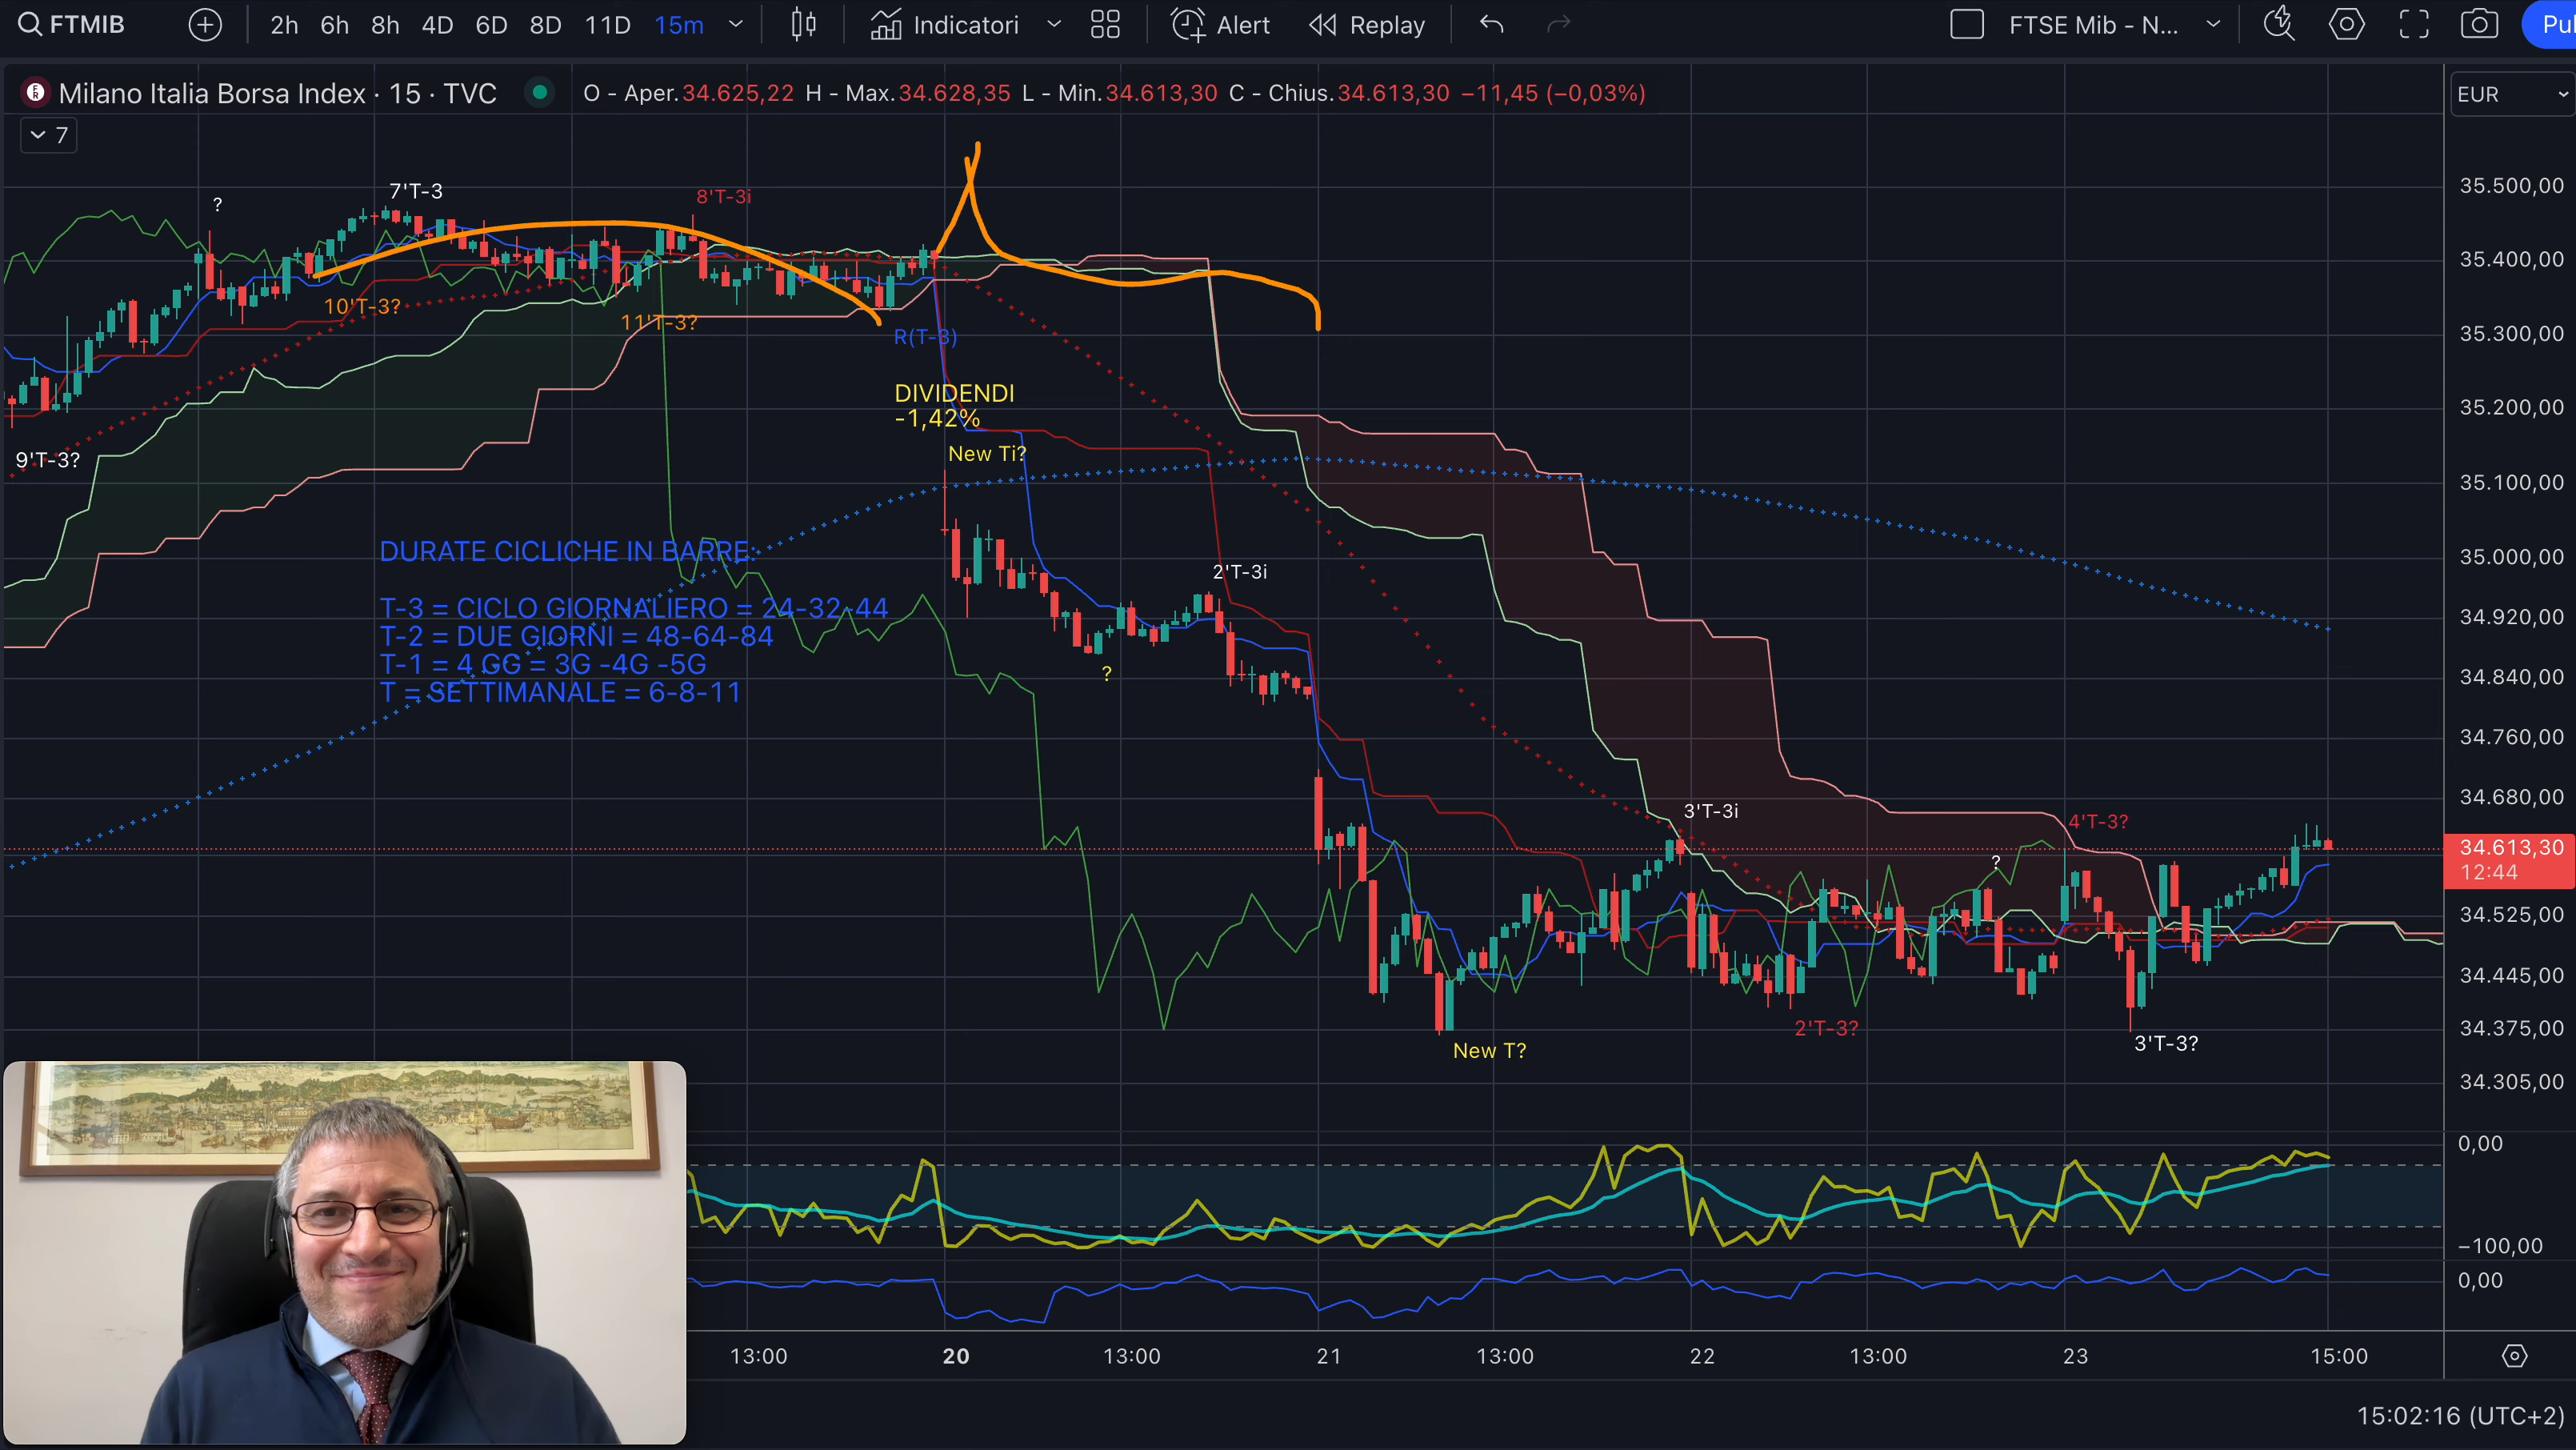 FTMIB 2h 6h 8h 4D 6D 8D 11D 15m Indicatori Alert Replay FTSE Mib - N... Pul
Milano Italia Borsa Index · 15 · TVC O - Aper.34.625,22 H - Max.34.628,35 L - Min.34.613,30 C - Chius.34.613,30 −11,45 (−0,03%) EUR
7
35.500,00
7'T-3
8'T-3i
?
35.400,00
10'T-3?
11'T-3?
R(T-3)
35.300,00
DIVIDENDI
-1,42%
35.200,00
New Ti?
9'T-3?
35.100,00
DURATE CICLICHE IN BARRE:
35.000,00
2'T-3i
T-3 = CICLO GIORNALIERO = 24-32-44
34.920,00
T-2 = DUE GIORNI = 48-64-84
T-1 = 4 GG = 3G -4G -5G
?
34.840,00
T = SETTIMANALE = 6-8-11
34.760,00
34.680,00
3'T-3i
4'T-3?
34.613,30
12:44
?
34.525,00
34.445,00
2'T-3?
34.375,00
3'T-3?
New T?
34.305,00
0,00
−100,00
0,00
13:00 20 13:00 21 13:00 22 13:00 23 15:00
15:02:16 (UTC+2)